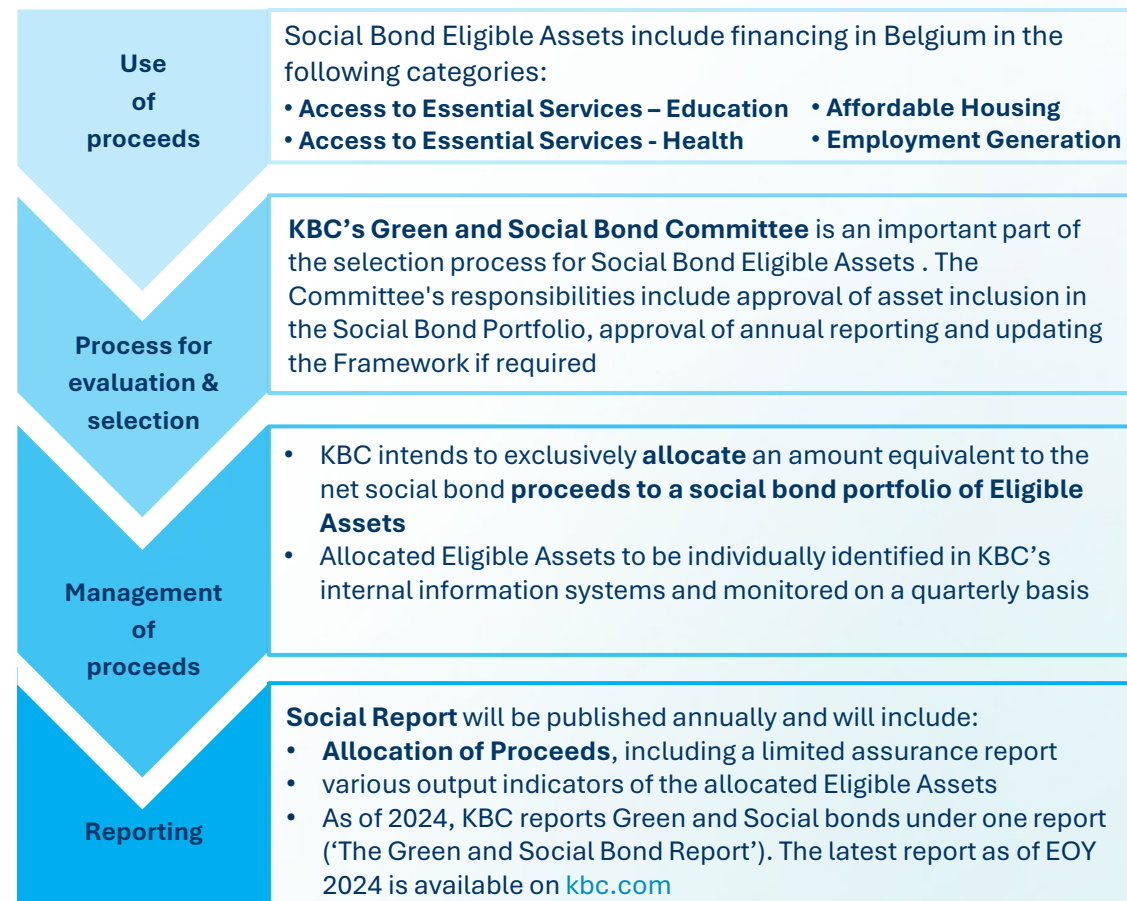 Use
of
proceeds
Social Bond Eligible Assets include financing in Belgium in the
following categories:
• Access to Essential Services – Education • Affordable Housing
• Access to Essential Services - Health • Employment Generation
Process for
evaluation &
selection
KBC’s Green and Social Bond Committee is an important part of
the selection process for Social Bond Eligible Assets . The
Committee's responsibilities include approval of asset inclusion in
the Social Bond Portfolio, approval of annual reporting and updating
the Framework if required
Management
of
proceeds
• KBC intends to exclusively allocate an amount equivalent to the
net social bond proceeds to a social bond portfolio of Eligible
Assets
• Allocated Eligible Assets to be individually identified in KBC’s
internal information systems and monitored on a quarterly basis
Reporting
Social Report will be published annually and will include:
• Allocation of Proceeds, including a limited assurance report
• various output indicators of the allocated Eligible Assets
• As of 2024, KBC reports Green and Social bonds under one report
(‘The Green and Social Bond Report’). The latest report as of EOY
2024 is available on kbc.com